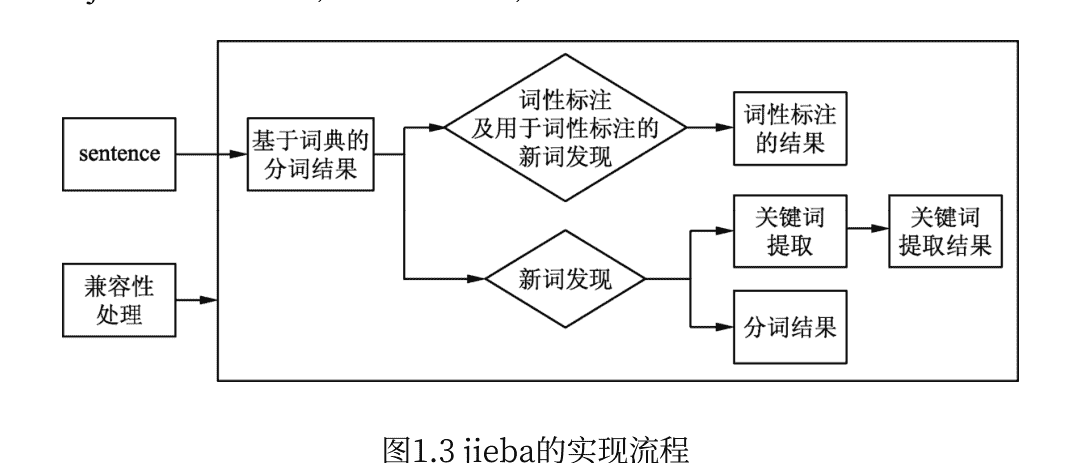 sentence
兼容性
处理
基于词典的
分词结果
词性标注
及用于词性标注的
新词发现
词性标注
的结果
新词发现
关键词
提取
关键词
提取结果
分词结果
图1.3 jieba的实现流程